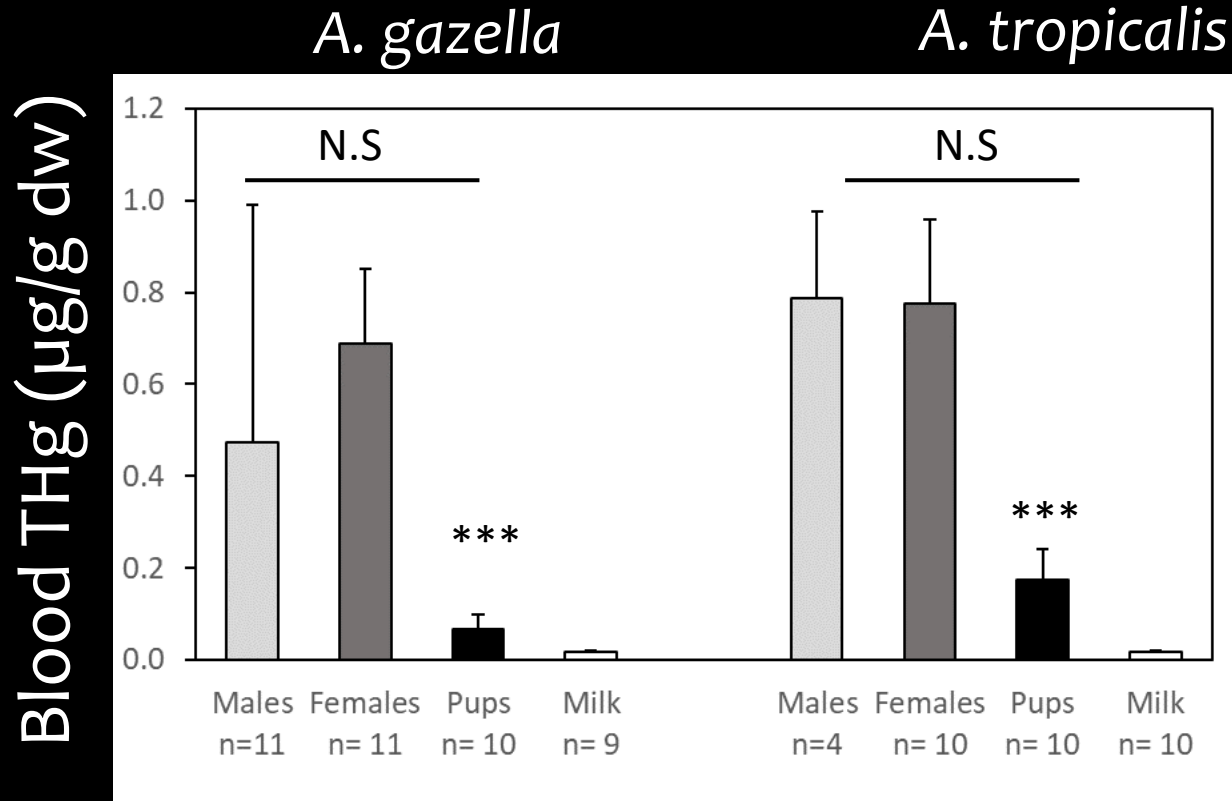 A. gazella
A. tropicalis
Blood THg (µg/g dw)
1.2
1.0
0.8
0.6
0.4
0.2
0.0
N.S
N.S
***
***
Males Females Pups Milk Males Females Pups Milk
n=11 n= 11 n= 10 n= 9 n=4 n= 10 n= 10 n= 10